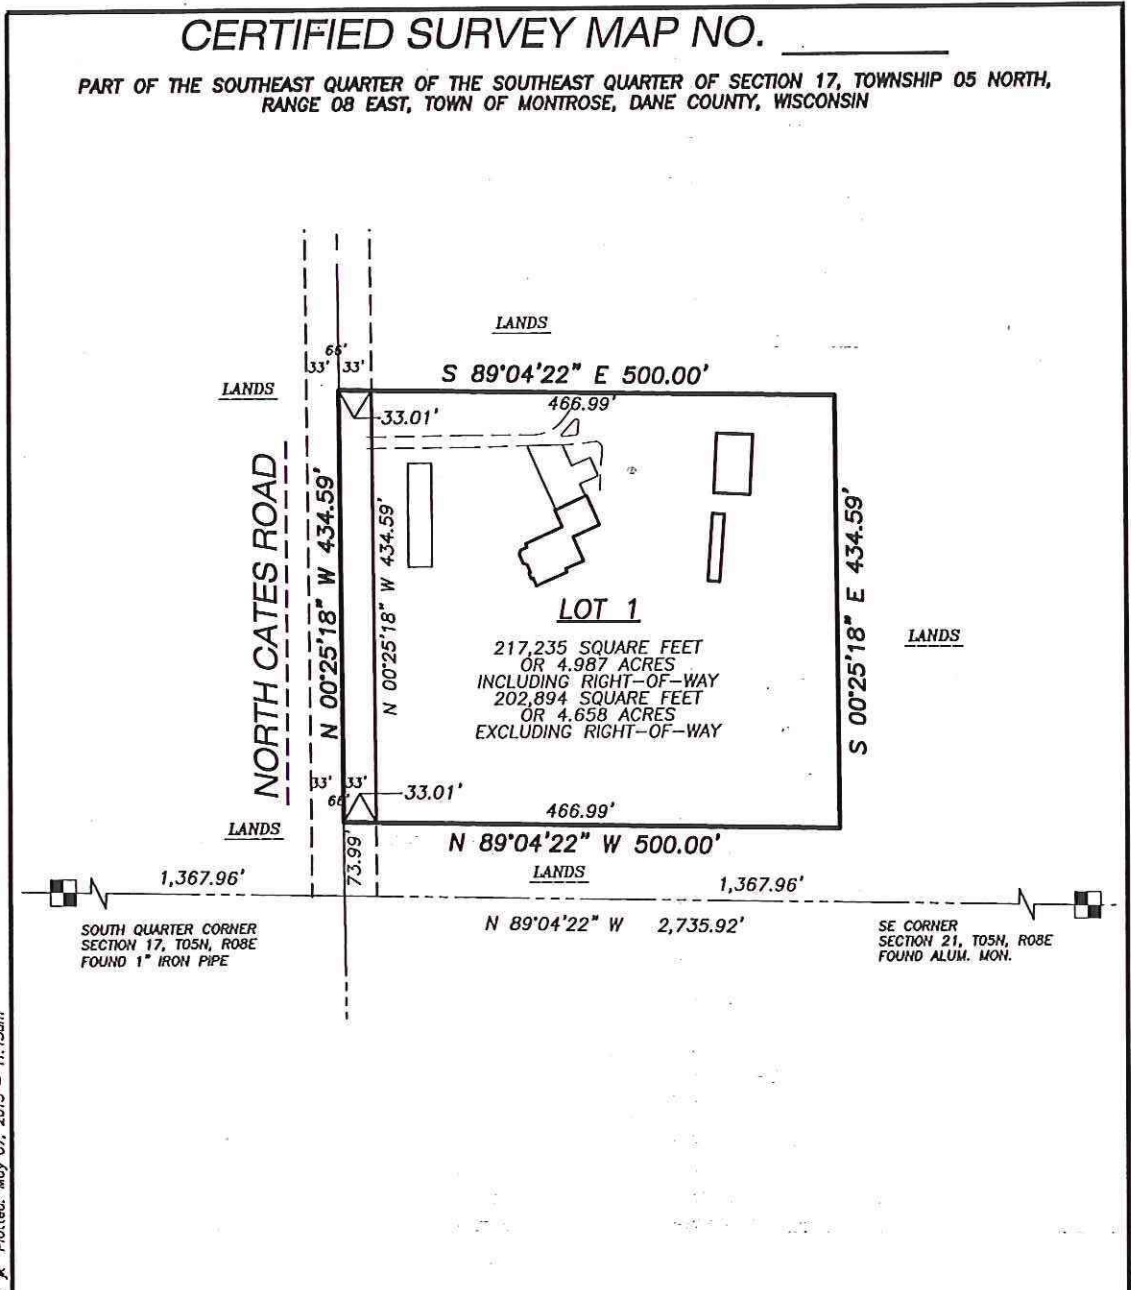 CERTIFIED SURVEY MAP NO.
PART OF THE SOUTHEAST QUARTER OF THE SOUTHEAST QUARTER OF SECTION 17, TOWNSHIP 05 NORTH,
RANGE 08 EAST, TOWN OF MONTROSE, DANE COUNTY, WISCONSIN
LANDS
66'
33' 33'
S 89°04'22" E 500.00'
LANDS
466.99'
33.01'
NORTH CATES ROAD
N 00°25'18" W 434.59'
N 00°25'18" W 434.59'
S 00°25'18" E 434.59'
LOT 1
217,235 SQUARE FEET
OR 4.987 ACRES
INCLUDING RIGHT-OF-WAY
202,894 SQUARE FEET
OR 4.658 ACRES
EXCLUDING RIGHT-OF-WAY
LANDS
33' 33'
66'
33.01'
466.99'
LANDS
N 89°04'22" W 500.00'
73.99'
LANDS
1,367.96'
1,367.96'
N 89°04'22" W 2,735.92'
SOUTH QUARTER CORNER
SECTION 17, T05N, R08E
FOUND 1" IRON PIPE
SE CORNER
SECTION 21, T05N, R08E
FOUND ALUM. MON.
Plotted: May 07, 2015